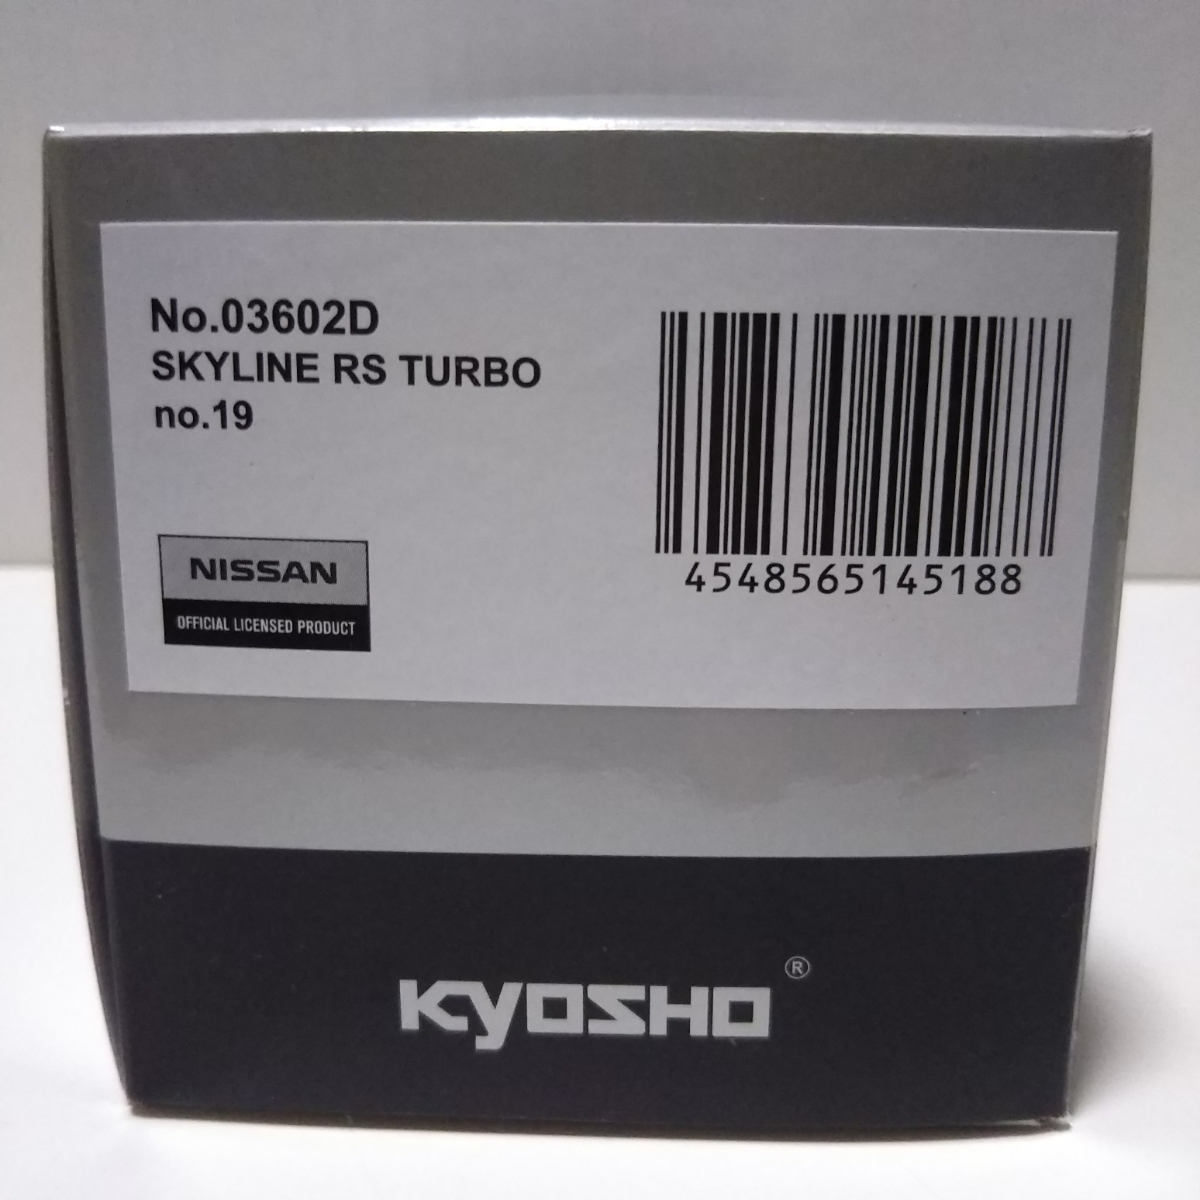 No.03602D
SKYLINE RS TURBO
no.19
NISSAN
OFFICIAL LICENSED PRODUCT
4548565145188
KYOSHO®